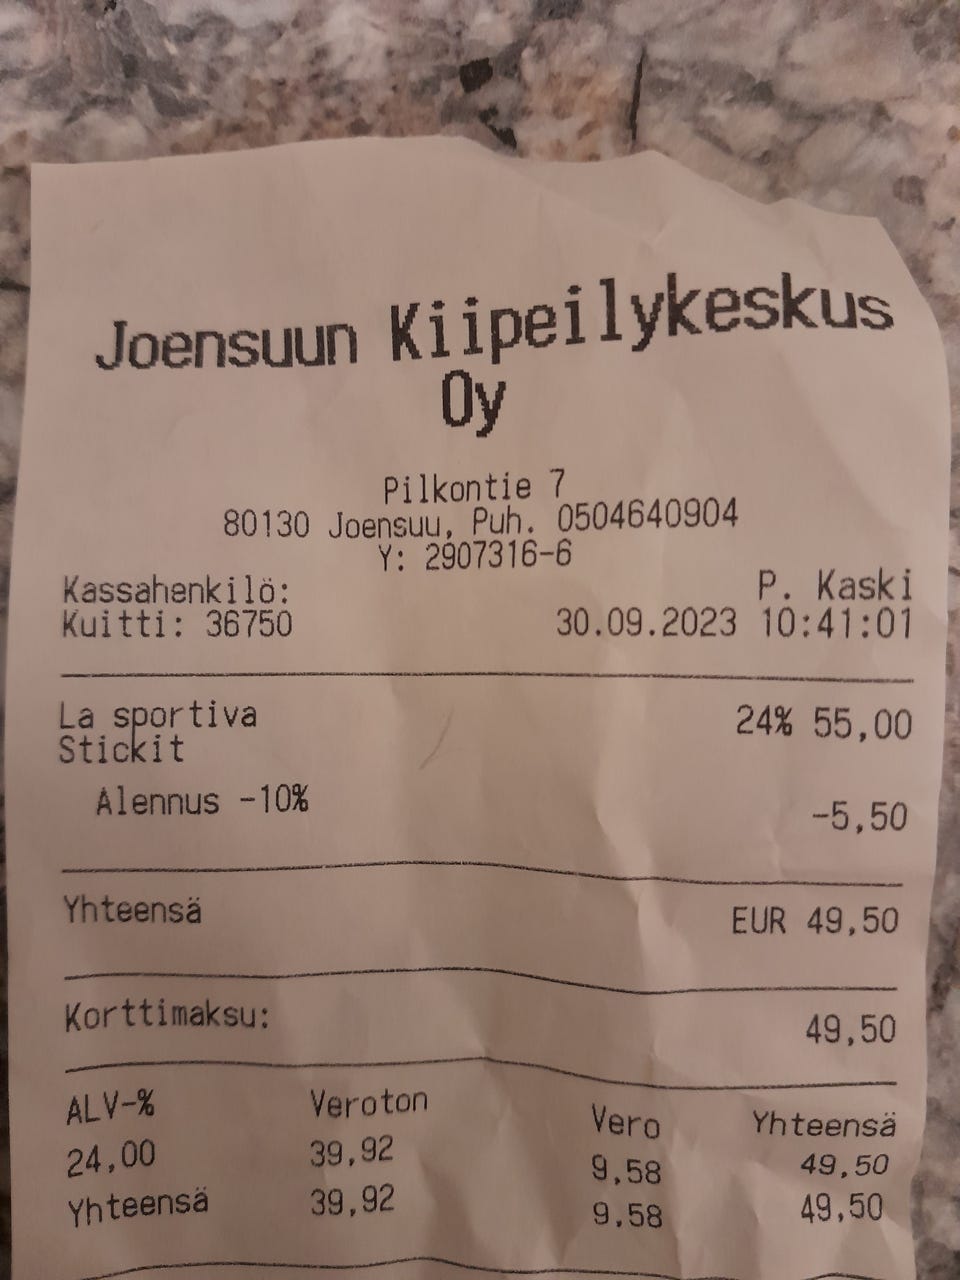 Joensuun Kiipeilykeskus
Oy
Pilkontie 7
80130 Joensuu, Puh. 0504640904
Y: 2907316-6
Kassahenkilö: P. Kaski
Kuitti: 36750 30.09.2023 10:41:01
La sportiva 24% 55,00
Stickit
Alennus -10% -5,50
Yhteensä EUR 49,50
Korttimaksu: 49,50
ALV-% Veroton Vero Yhteensä
24,00 39,92 9,58 49,50
Yhteensä 39,92 9,58 49,50